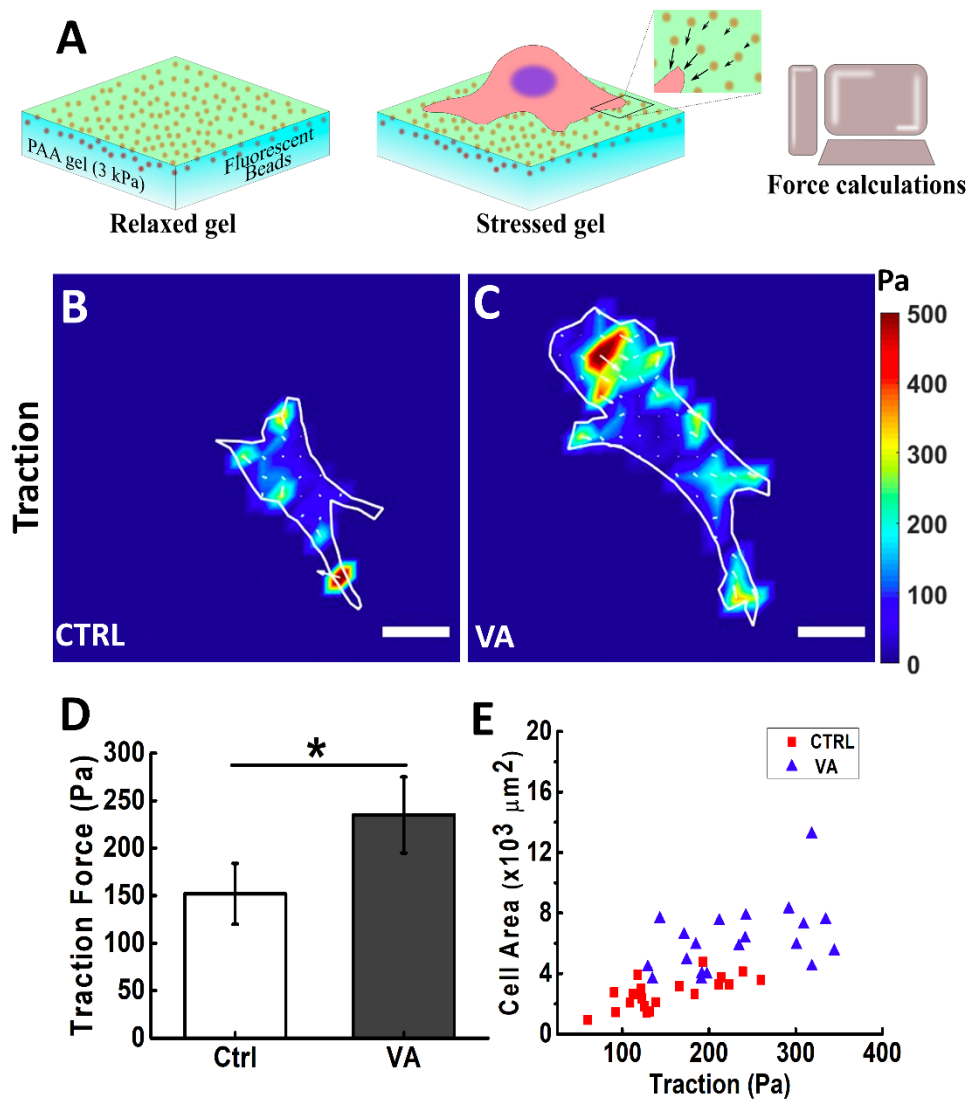 A
PAA gel (3 kPa)
Fluorescent
Beads
Relaxed gel
Stressed gel
Force calculations
Traction
B
CTRL
C
VA
Pa
500
400
300
200
100
0
D
*
Traction Force (Pa)
300
250
200
150
100
50
0
Ctrl
VA
E
CTRL
VA
Cell Area (x10³ μm²)
20
16
12
8
4
0
100
200
300
400
Traction (Pa)